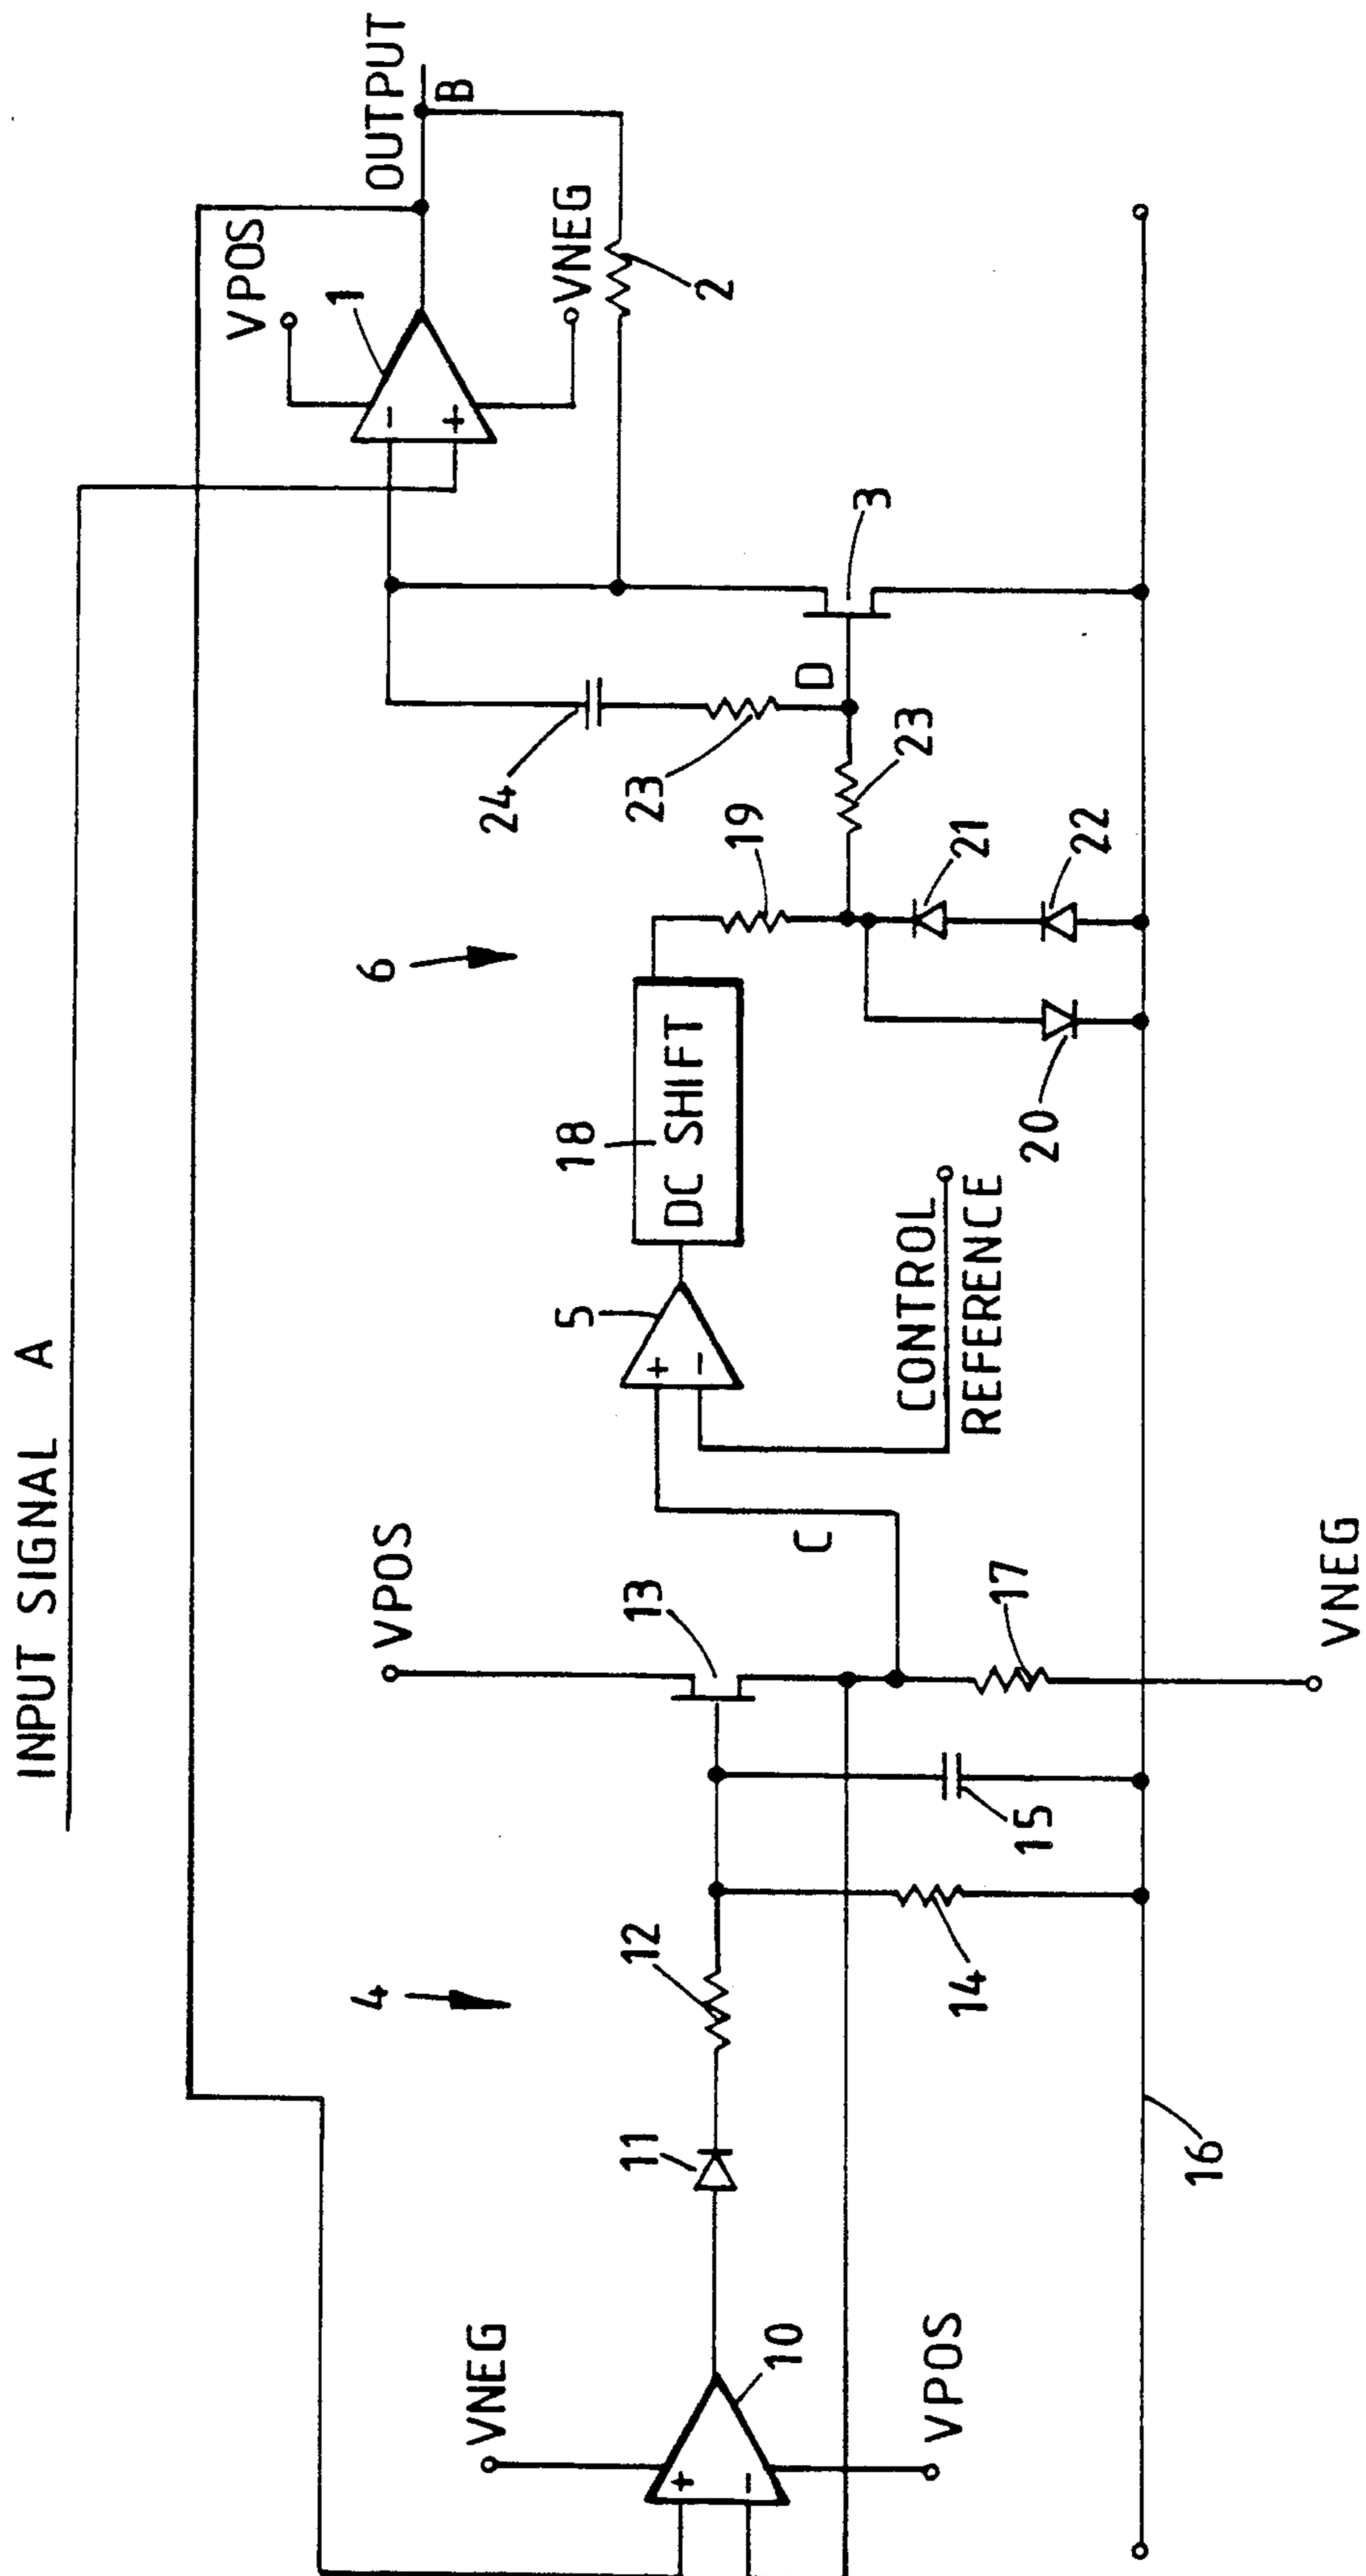 INPUT SIGNAL A
OUTPUT
B
VPOS
1
VNEG
2
3
D
24
23
23
19
21
22
20
6
18
DC SHIFT
5
CONTROL
REFERENCE
C
VPOS
13
17
VNEG
15
14
12
4
11
16
VNEG
10
VPOS
+
-
+
-
-
+